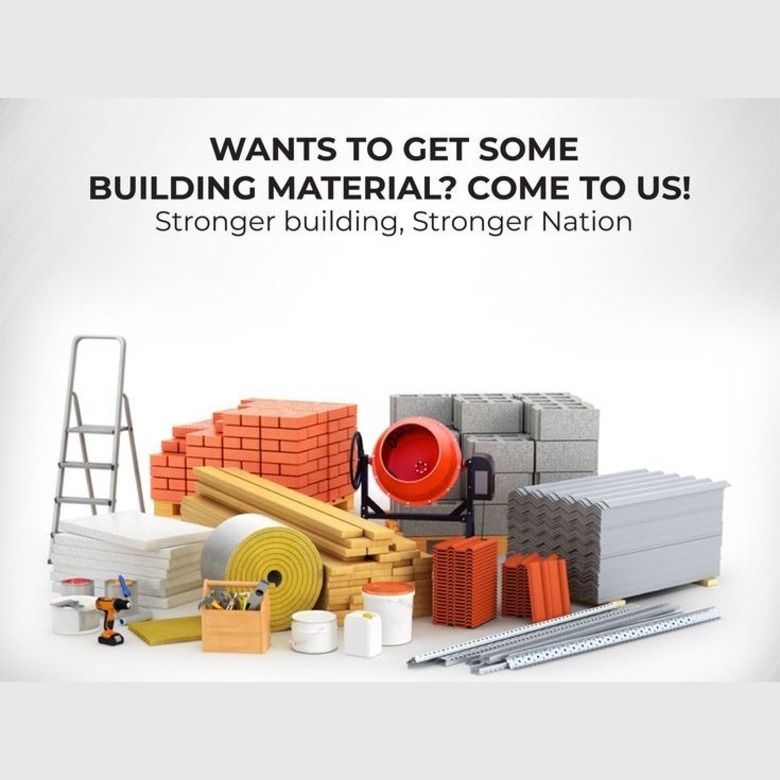 WANTS TO GET SOME
BUILDING MATERIAL? COME TO US!
Stronger building, Stronger Nation